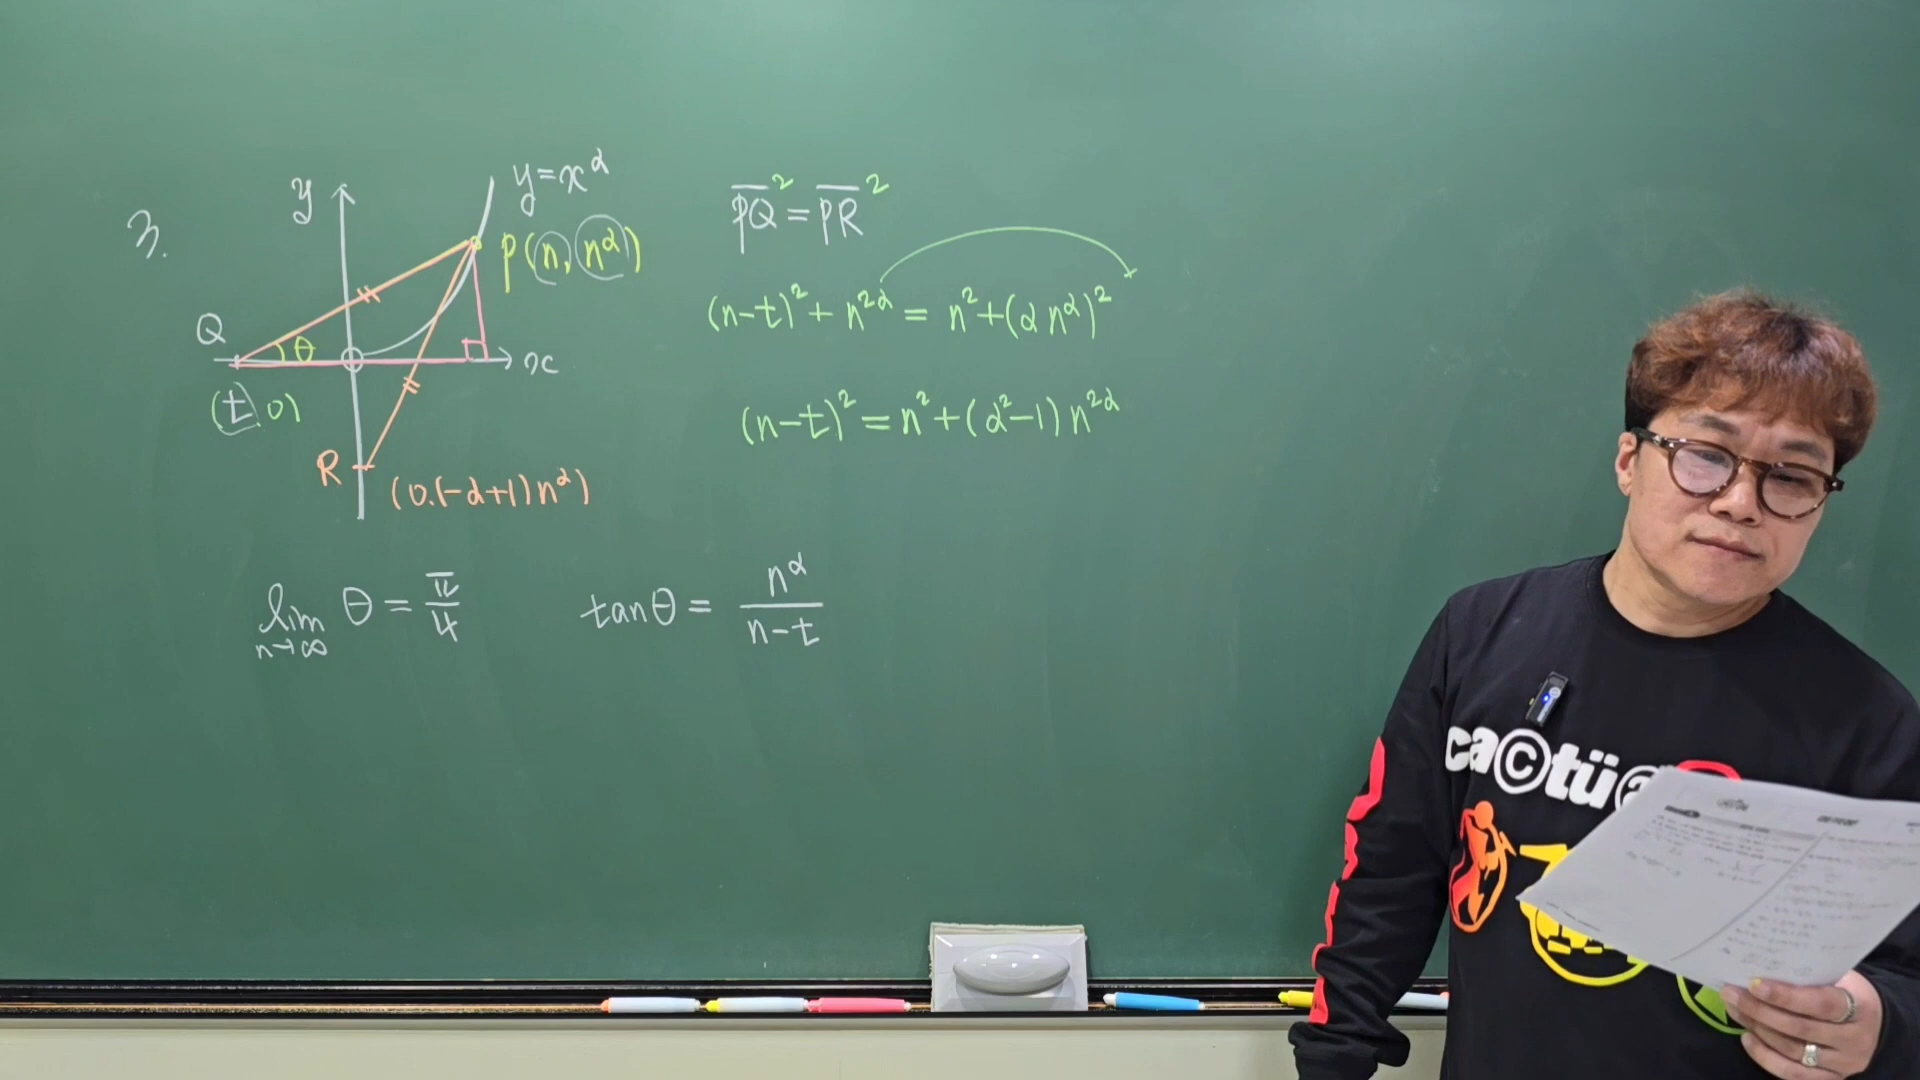 3.
y
y=x^α
P(n, n^α)
Q
θ
x
(t,0)
R
(0.(-α+1)n^α)
PQ² = PR²
(n-t)² + n^2α = n² + (αn^α)²
(n-t)² = n² + (α²-1)n^2α
lim n→∞ θ = π/4
tanθ = n^α/(n-t)
ca©tü